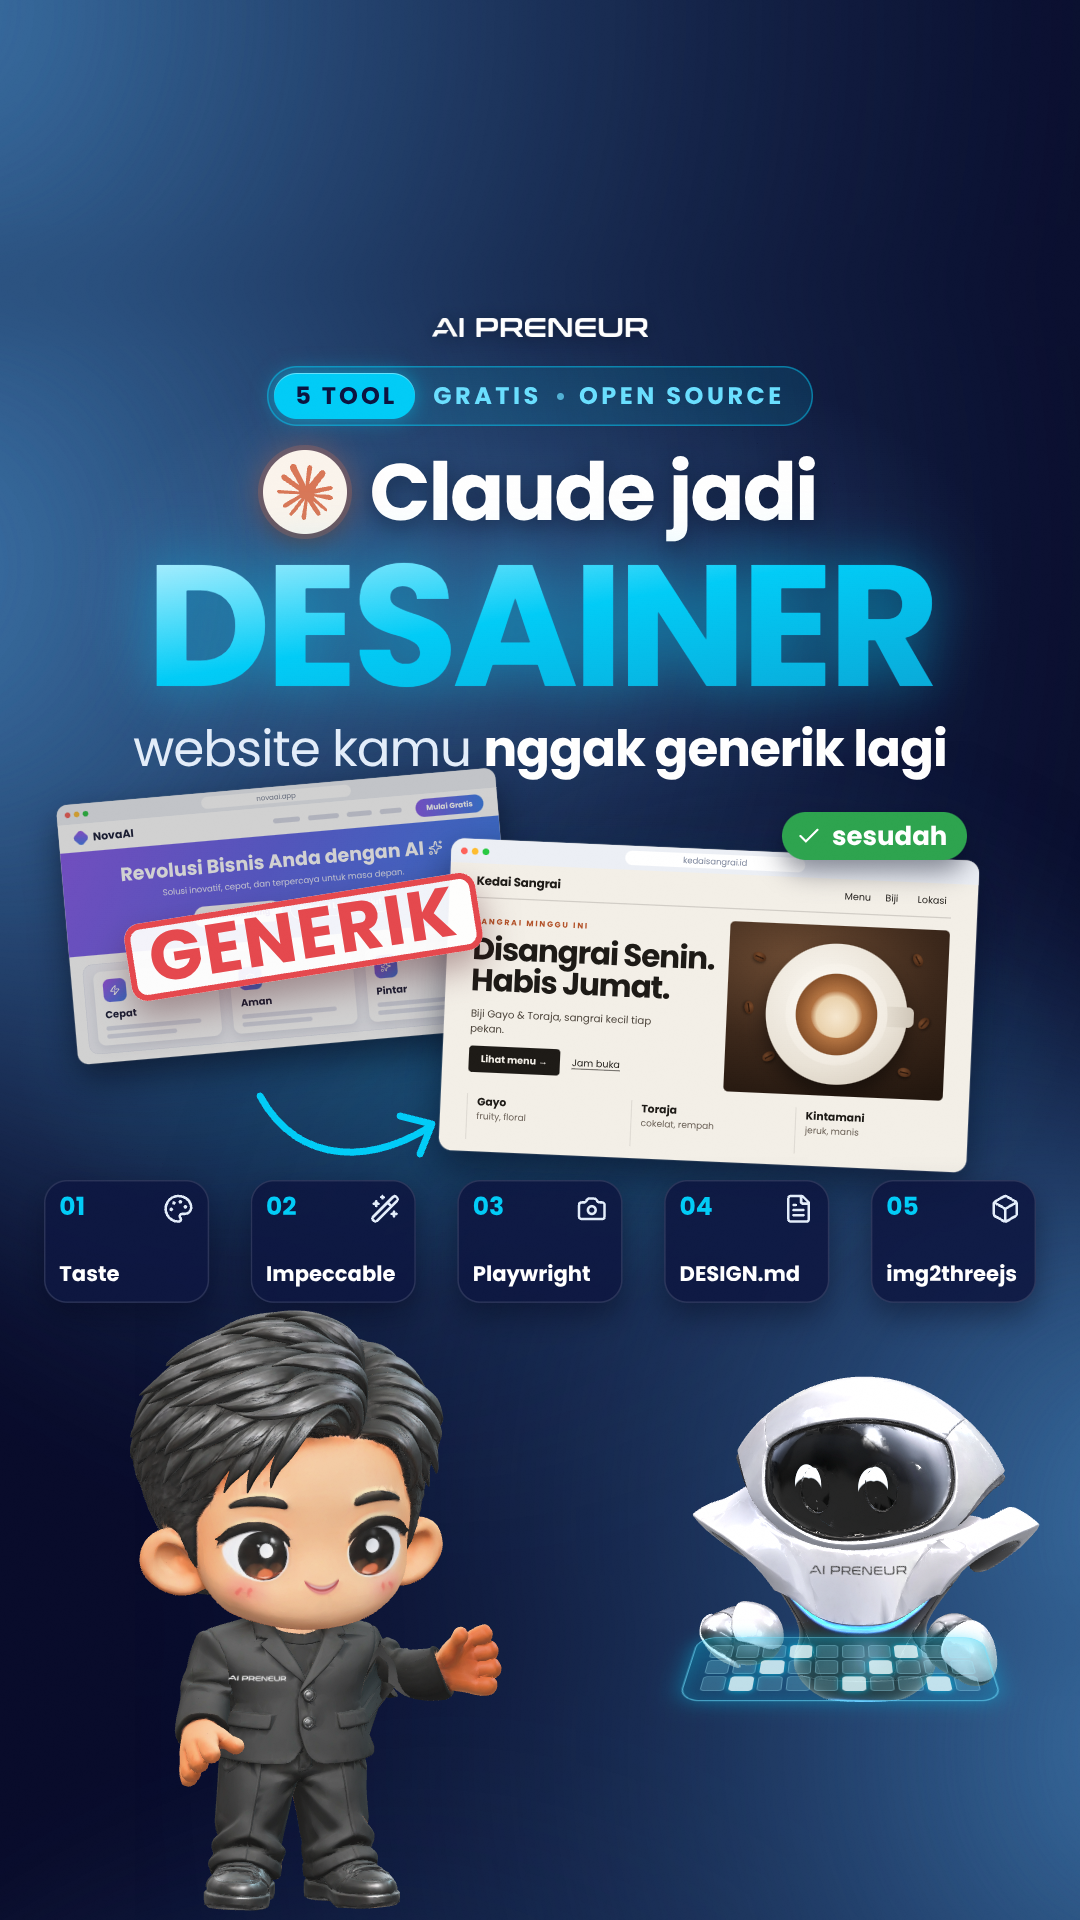 AI PRENEUR
5 TOOL GRATIS • OPEN SOURCE
Claude jadi
DESAINER
website kamu nggak generik lagi
novaai.app
NovaAI
Mulai Gratis
Revolusi Bisnis Anda dengan AI
Solusi inovatif, cepat, dan terpercaya untuk masa depan.
GENERIK
Cepat
Aman
Pintar
sesudah
kedaisangrai.id
Kedai Sangrai
Menu Biji Lokasi
ANGRAI MINGGU INI
Disangrai Senin.
Habis Jumat.
Biji Gayo & Toraja, sangrai kecil tiap
pekan.
Lihat menu → Jam buka
Gayo
fruity, floral
Toraja
cokelat, rempah
Kintamani
jeruk, manis
01
Taste
02
Impeccable
03
Playwright
04
DESIGN.md
05
img2threejs
AI PRENEUR
AI PRENEUR